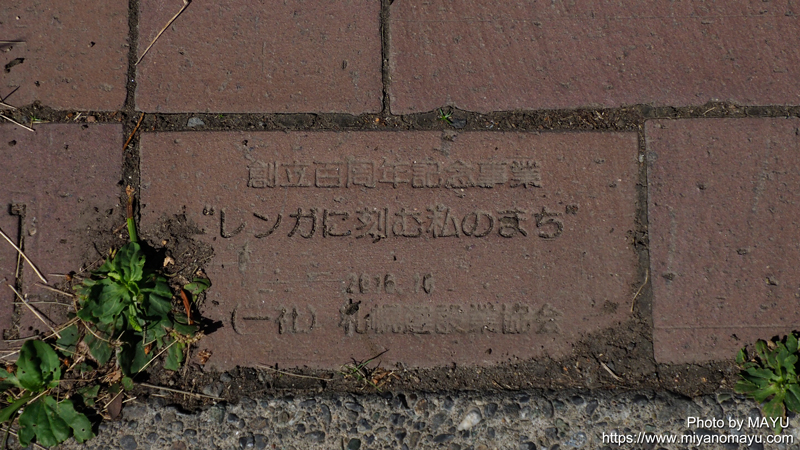 創立百周年記念事業
“レンガに刻む私のまち”
2016.10
(一社) 札幌建設業協会
Photo by MAYU
https://www.miyanomayu.com